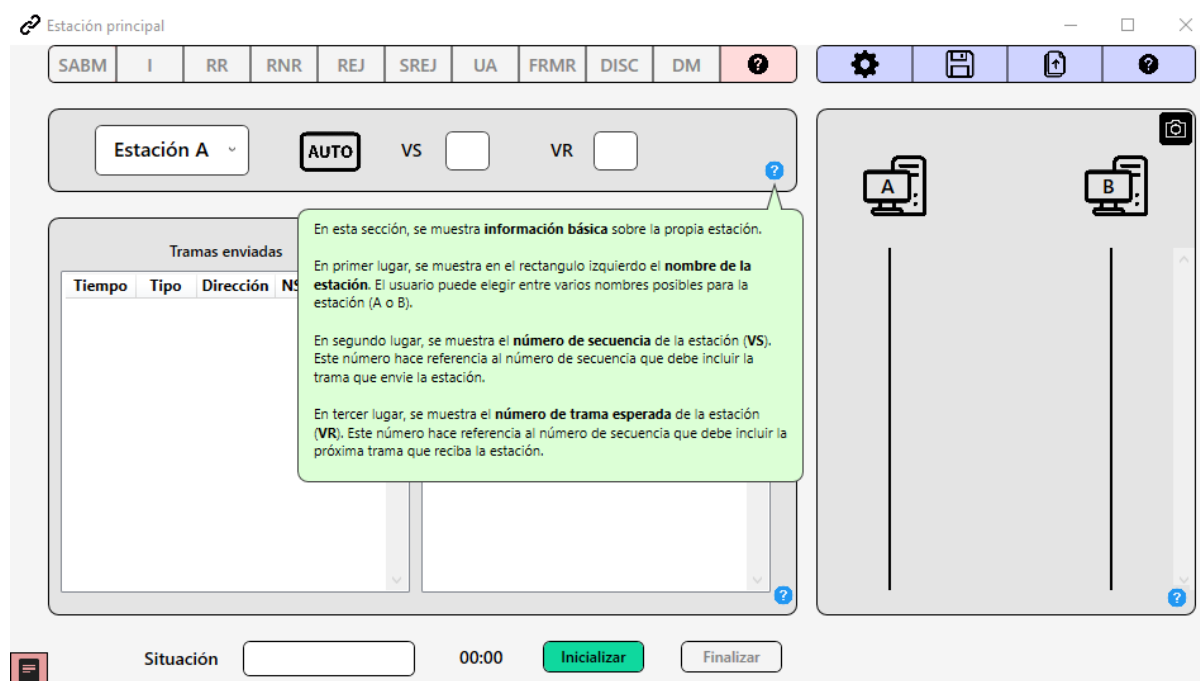 Estación principal
SABM I RR RNR REJ SREJ UA FRMR DISC DM ?
?
Estación A AUTO VS VR
?
A B
En esta sección, se muestra información básica sobre la propia estación.
En primer lugar, se muestra en el rectangulo izquierdo el nombre de la
estación. El usuario puede elegir entre varios nombres posibles para la
estación (A o B).
En segundo lugar, se muestra el número de secuencia de la estación (VS).
Este número hace referencia al número de secuencia que debe incluir la
trama que envie la estación.
En tercer lugar, se muestra el número de trama esperada de la estación
(VR). Este número hace referencia al número de secuencia que debe incluir la
próxima trama que reciba la estación.
Tramas enviadas
Tiempo Tipo Dirección
?
?
Situación 00:00 Inicializar Finalizar